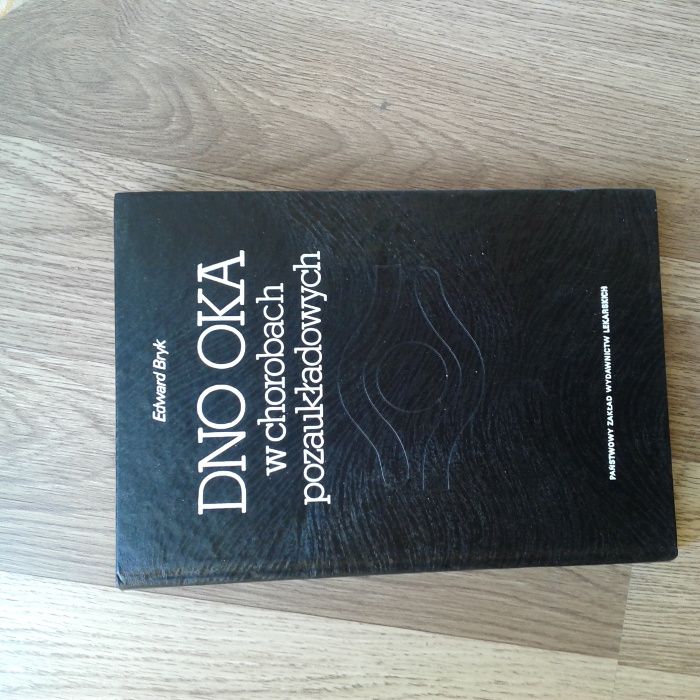 Edward Bryk
DNO OKA
w chorobach
pozaukładowych
PAŃSTWOWY ZAKŁAD WYDAWNICTW LEKARSKICH